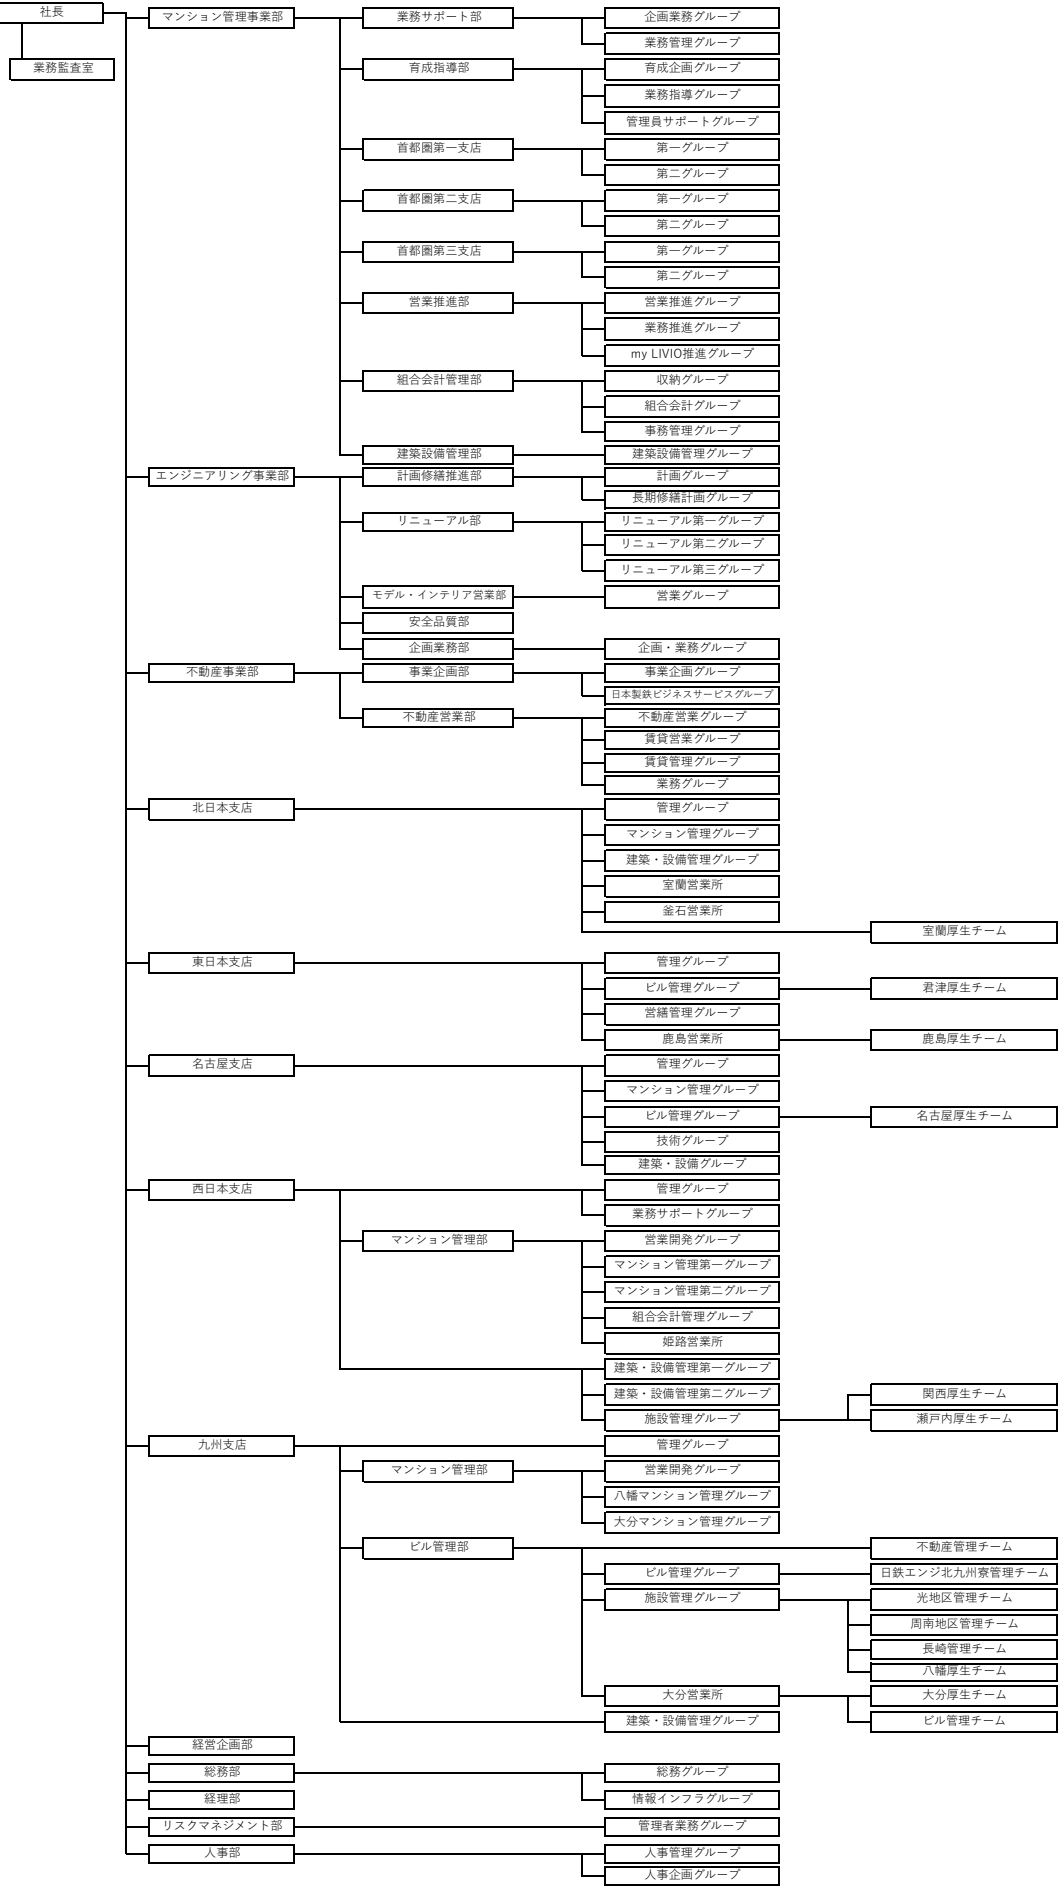 社長
業務監査室
マンション管理事業部
業務サポート部
企画業務グループ
業務管理グループ
育成指導部
育成企画グループ
業務指導グループ
管理員サポートグループ
首都圏第一支店
第一グループ
第二グループ
首都圏第二支店
第一グループ
第二グループ
首都圏第三支店
第一グループ
第二グループ
営業推進部
営業推進グループ
業務推進グループ
my LIVIO推進グループ
組合会計管理部
収納グループ
組合会計グループ
事務管理グループ
建築設備管理部
建築設備管理グループ
エンジニアリング事業部
計画修繕推進部
計画グループ
長期修繕計画グループ
リニューアル部
リニューアル第一グループ
リニューアル第二グループ
リニューアル第三グループ
モデル・インテリア営業部
営業グループ
安全品質部
企画業務部
企画・業務グループ
不動産事業部
事業企画部
事業企画グループ
日本製鉄ビジネスサービスグループ
不動産営業部
不動産営業グループ
賃貸営業グループ
賃貸管理グループ
業務グループ
北日本支店
管理グループ
マンション管理グループ
建築・設備管理グループ
室蘭営業所
釜石営業所
室蘭厚生チーム
東日本支店
管理グループ
ビル管理グループ
君津厚生チーム
営繕管理グループ
鹿島営業所
鹿島厚生チーム
名古屋支店
管理グループ
マンション管理グループ
ビル管理グループ
名古屋厚生チーム
技術グループ
建築・設備グループ
西日本支店
管理グループ
業務サポートグループ
マンション管理部
営業開発グループ
マンション管理第一グループ
マンション管理第二グループ
組合会計管理グループ
姫路営業所
建築・設備管理第一グループ
建築・設備管理第二グループ
関西厚生チーム
施設管理グループ
瀬戸内厚生チーム
九州支店
管理グループ
マンション管理部
営業開発グループ
八幡マンション管理グループ
大分マンション管理グループ
ビル管理部
不動産管理チーム
ビル管理グループ
日鉄エンジ北九州寮管理チーム
施設管理グループ
光地区管理チーム
周南地区管理チーム
長崎管理チーム
八幡厚生チーム
大分営業所
大分厚生チーム
ビル管理チーム
建築・設備管理グループ
経営企画部
総務部
総務グループ
情報インフラグループ
経理部
リスクマネジメント部
管理者業務グループ
人事部
人事管理グループ
人事企画グループ